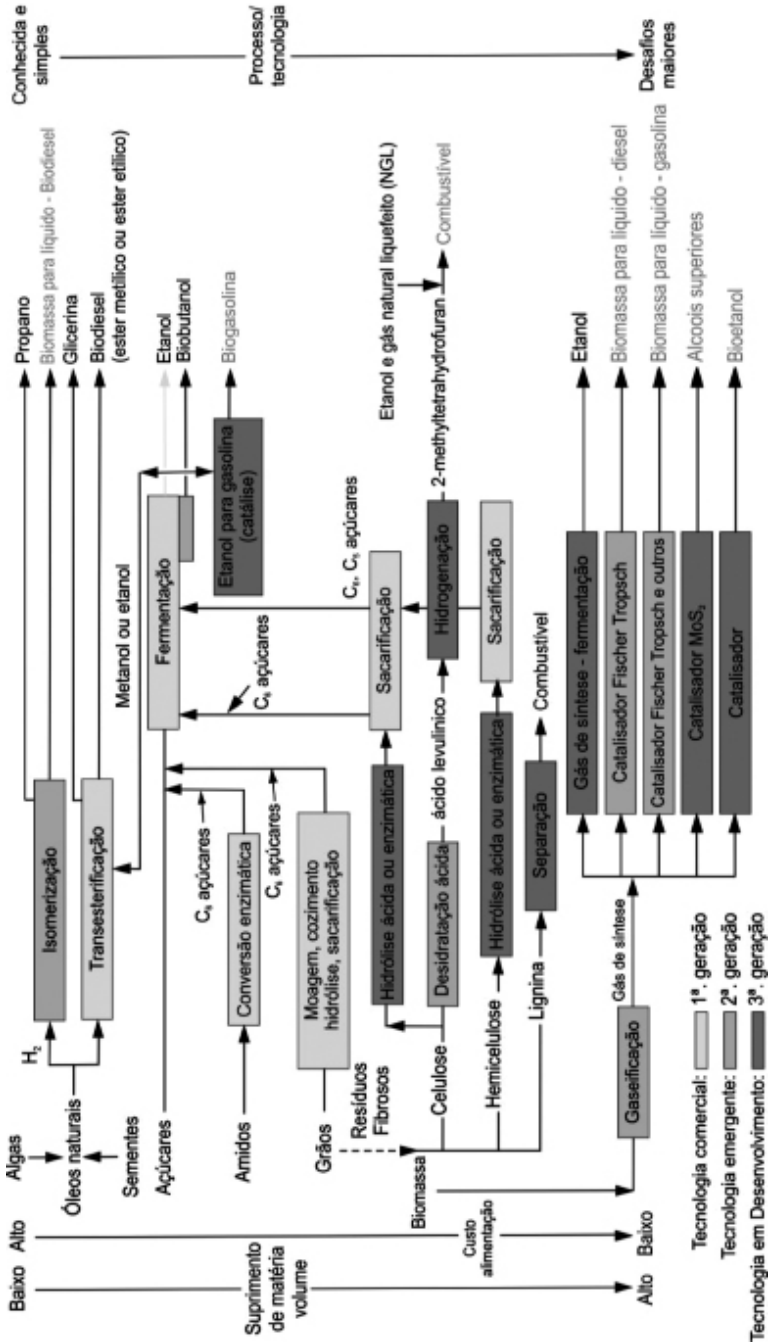 Baixo
Suprimento
de matéria
volume
Alto
Alto
Custo
alimentação
Baixo
Algas
Óleos naturais
Sementes
H₂
Isomerização
Transesterificação
Propano
Biomassa para líquido - Biodiesel
Glicerina
Biodiesel
(ester metílico ou ester etílico)
Metanol ou etanol
Açúcares
Fermentação
Etanol
Biobutanol
Etanol para gasolina
(catálise)
Biogasolina
Amidos
Conversão enzimática
C₆ açúcares
Grãos
Moagem, cozimento
hidrólise, sacarificação
C₆ açúcares
Resíduos
Fibrosos
Biomassa
Celulose
Hidrólise ácida ou enzimática
Sacarificação
C₆ açúcares
C₆, C₅ açúcares
Desidratação ácida
ácido levulínico
Hidrogenação
2-methyltetrahydrofuran
Etanol e gás natural liquefeito (NGL)
Combustível
Hemicelulose
Hidrólise ácida ou enzimática
Sacarificação
Lignina
Separação
Combustível
Gaseificação
Gás de síntese
Gás de síntese - fermentação
Etanol
Catalisador Fischer Tropsch
Biomassa para líquido - diesel
Catalisador Fischer Tropsch e outros
Biomassa para líquido - gasolina
Catalisador MoS₂
Alcoois superiores
Catalisador
Bioetanol
Conhecida e
simples
Processo/
tecnologia
Desafios
maiores
Tecnologia comercial: 1ª. geração
Tecnologia emergente: 2ª. geração
Tecnologia em Desenvolvimento: 3ª. geração